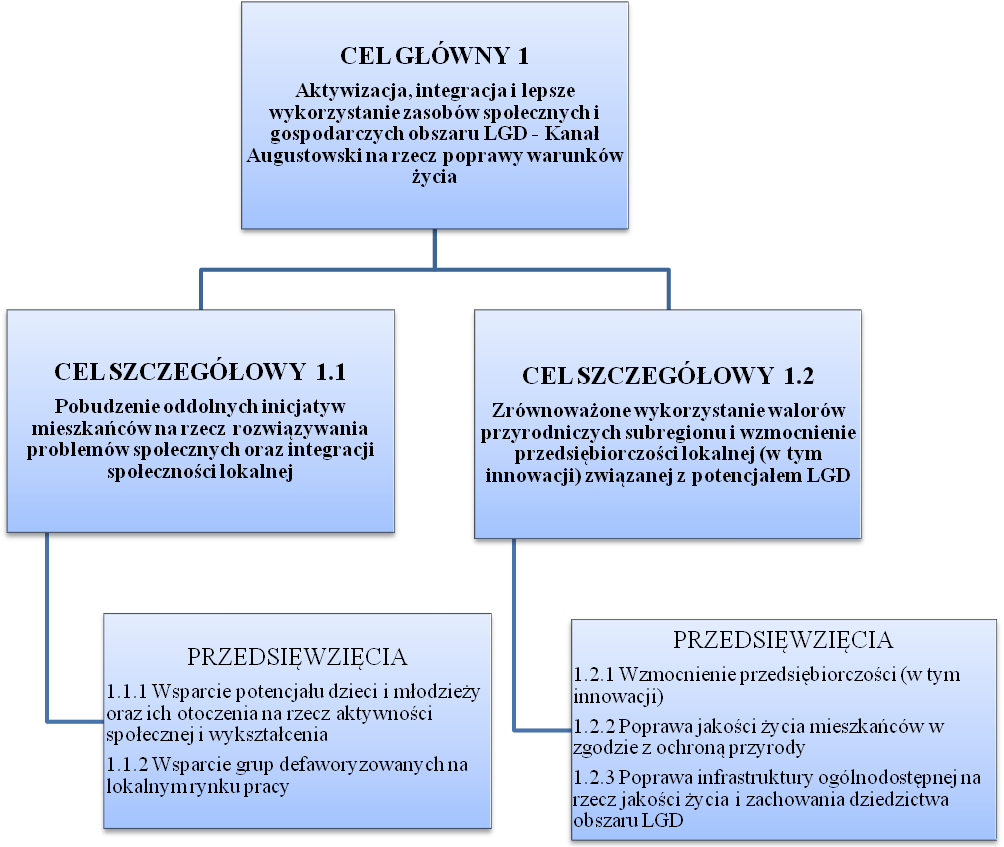 CEL GŁÓWNY 1
Aktywizacja, integracja i lepsze
wykorzystanie zasobów społecznych i
gospodarczych obszaru LGD - Kanał
Augustowski na rzecz poprawy warunków
życia
CEL SZCZEGÓŁOWY 1.1
Pobudzenie oddolnych inicjatyw
mieszkańców na rzecz rozwiązywania
problemów społecznych oraz integracji
społeczności lokalnej
CEL SZCZEGÓŁOWY 1.2
Zrównoważone wykorzystanie walorów
przyrodniczych subregionu i wzmocnienie
przedsiębiorczości lokalnej (w tym
innowacji) związanej z potencjałem LGD
PRZEDSIĘWZIĘCIA
1.1.1 Wsparcie potencjału dzieci i młodzieży
oraz ich otoczenia na rzecz aktywności
społecznej i wykształcenia
1.1.2 Wsparcie grup defaworyzowanych na
lokalnym rynku pracy
PRZEDSIĘWZIĘCIA
1.2.1 Wzmocnienie przedsiębiorczości (w tym
innowacji)
1.2.2 Poprawa jakości życia mieszkańców w
zgodzie z ochroną przyrody
1.2.3 Poprawa infrastruktury ogólnodostępnej na
rzecz jakości życia i zachowania dziedzictwa
obszaru LGD